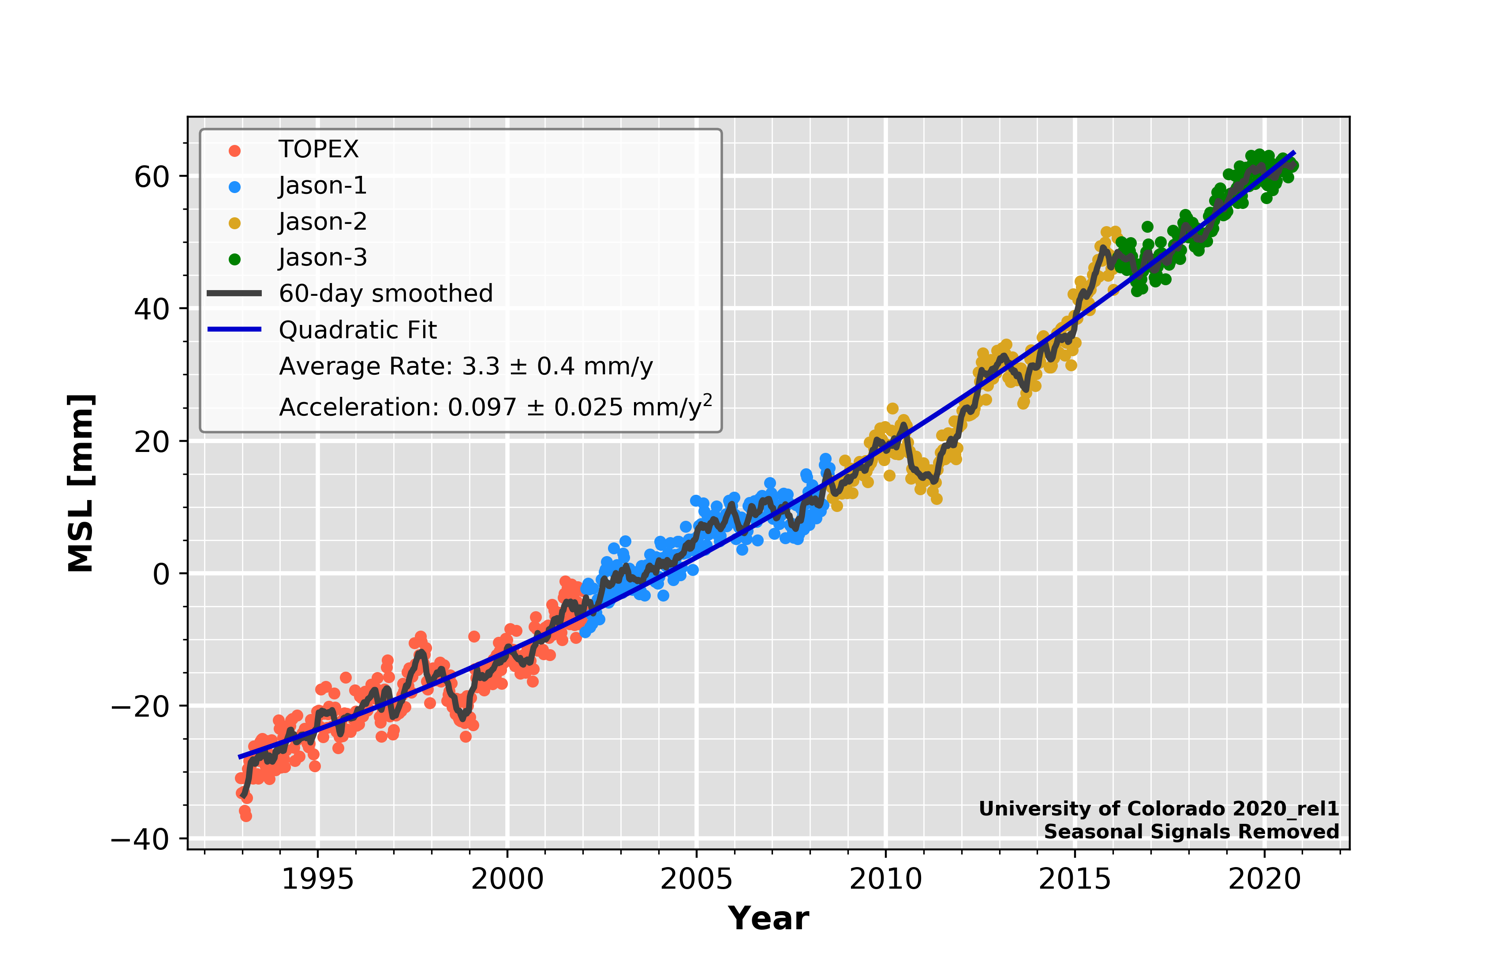 TOPEX
Jason-1
Jason-2
Jason-3
60-day smoothed
Quadratic Fit
Average Rate: 3.3 ± 0.4 mm/y
Acceleration: 0.097 ± 0.025 mm/y²
60
40
20
0
−20
−40
MSL [mm]
University of Colorado 2020_rel1
Seasonal Signals Removed
1995 2000 2005 2010 2015 2020
Year